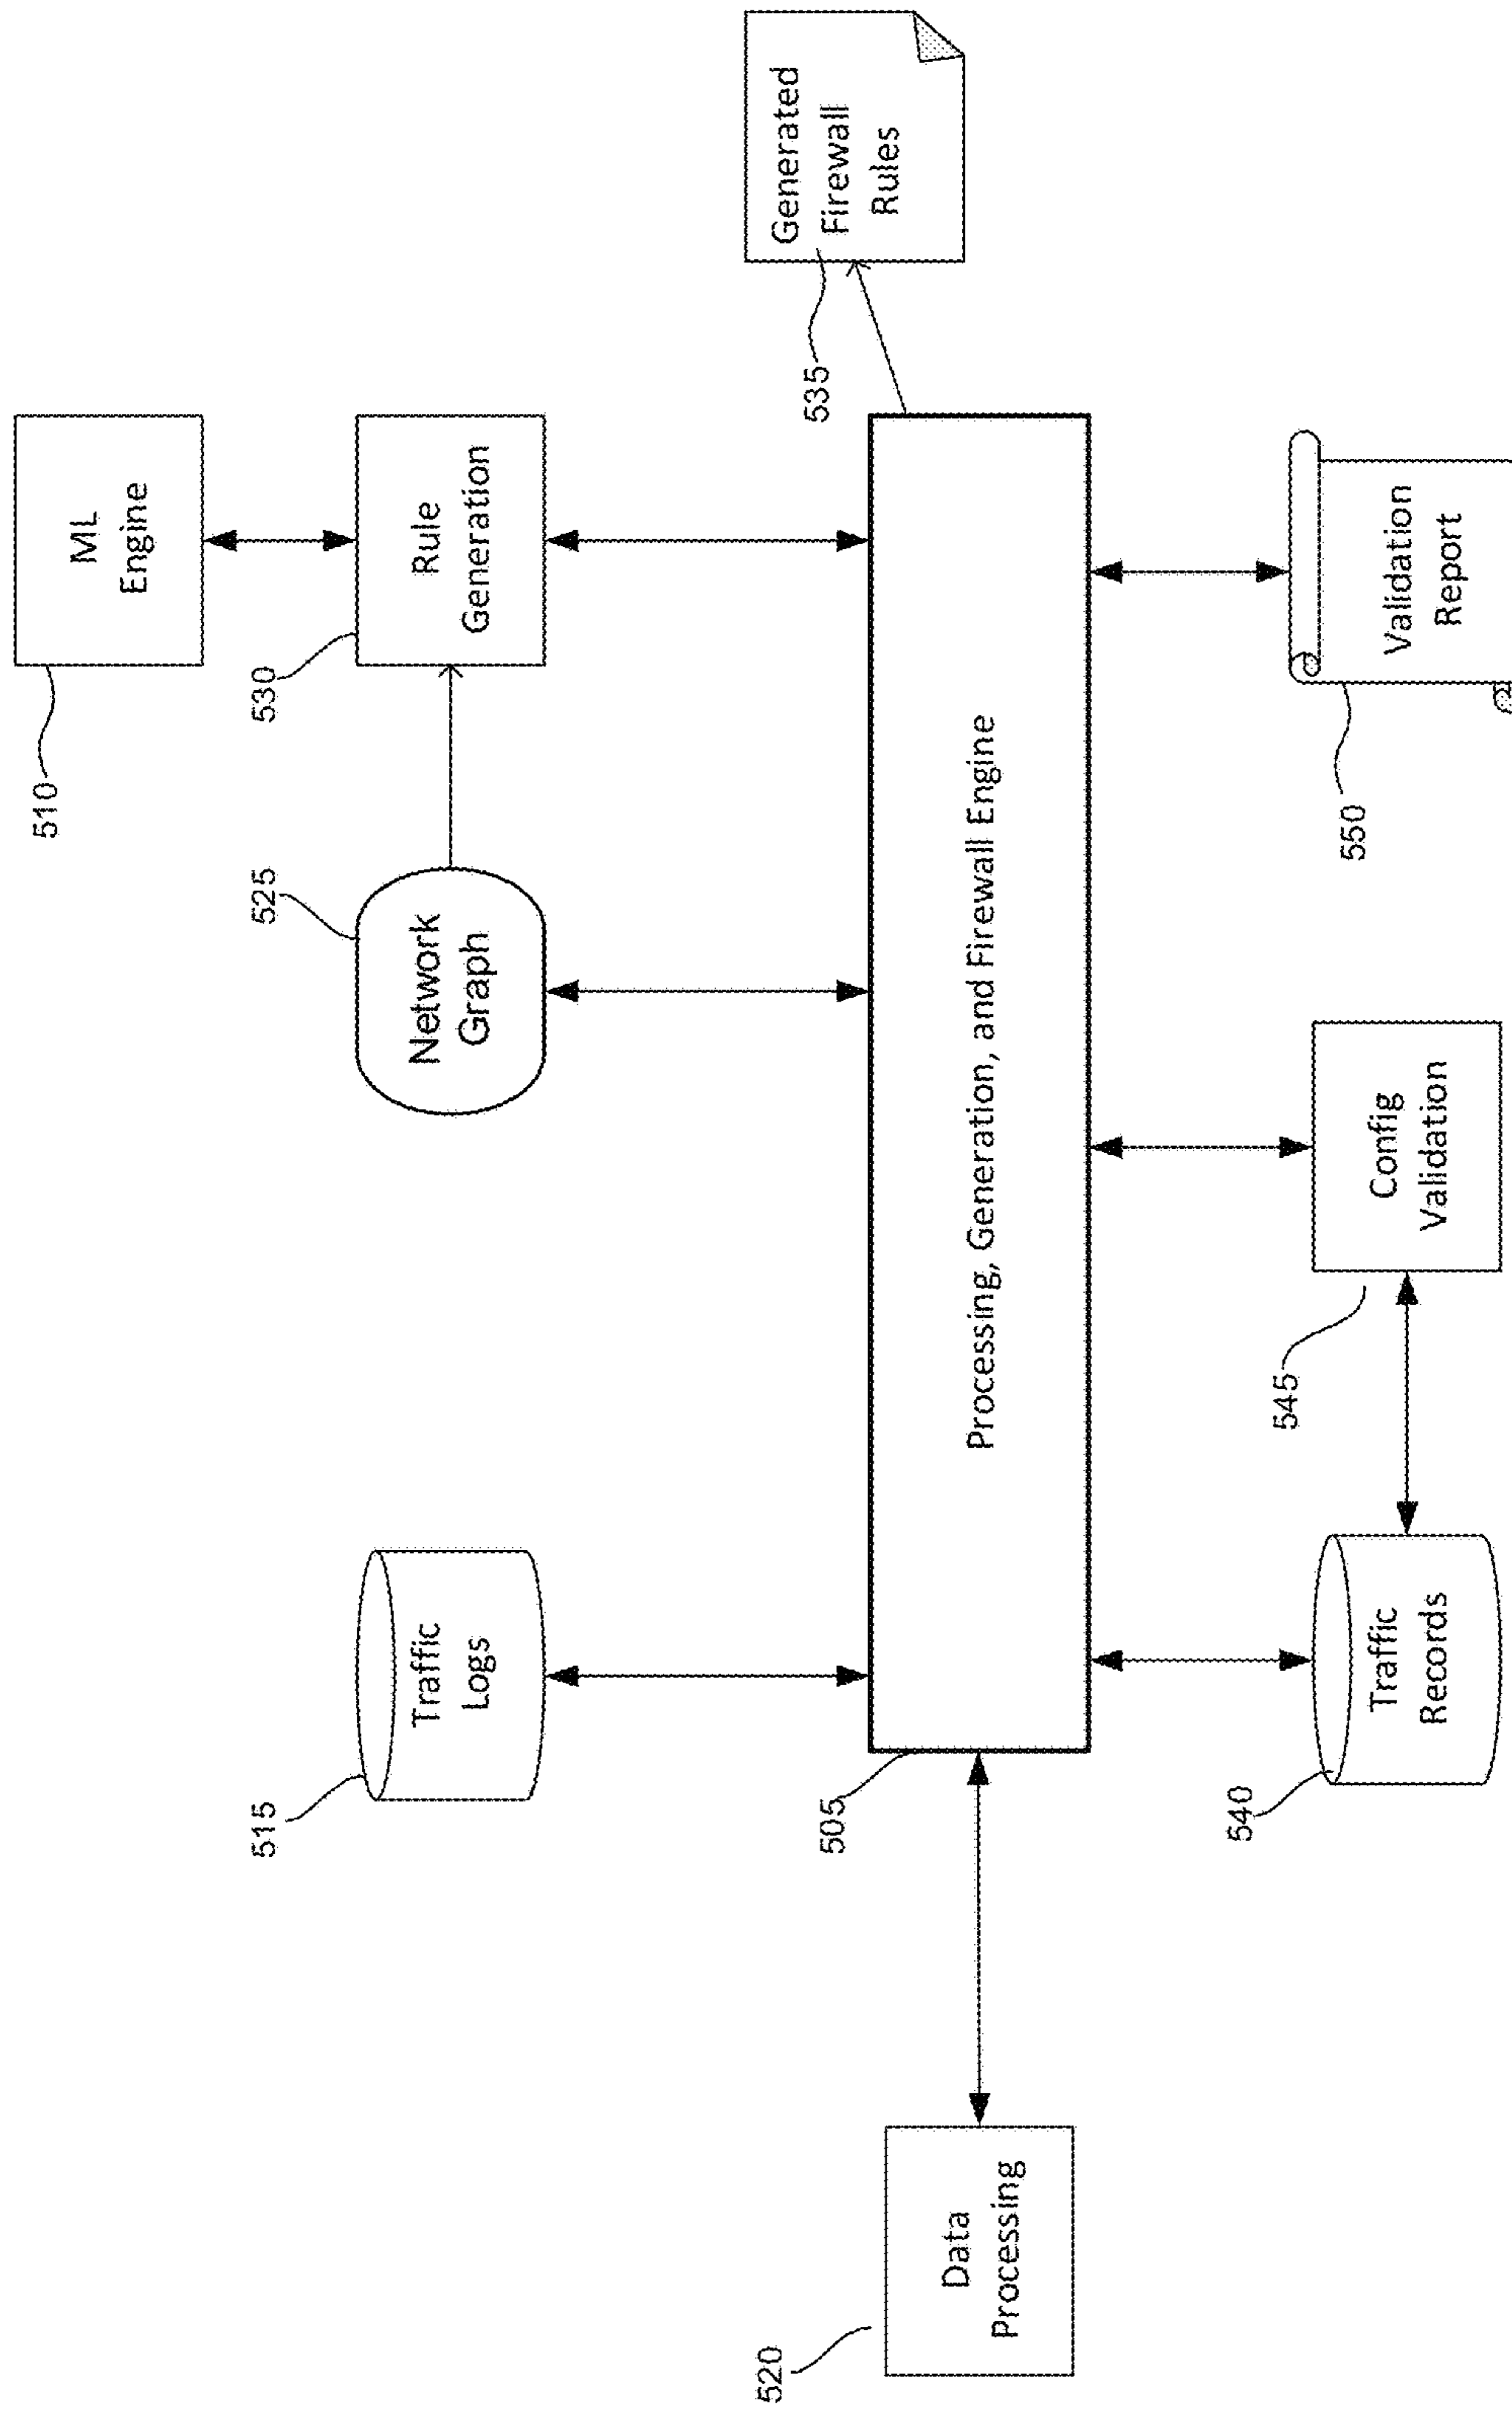 ML
Engine
510
Traffic
Logs
515
Network
Graph
525
Rule
Generation
530
Generated
Firewall
Rules
535
Data
Processing
520
Processing, Generation, and Firewall Engine
505
Traffic
Records
540
Config
Validation
545
Validation
Report
550